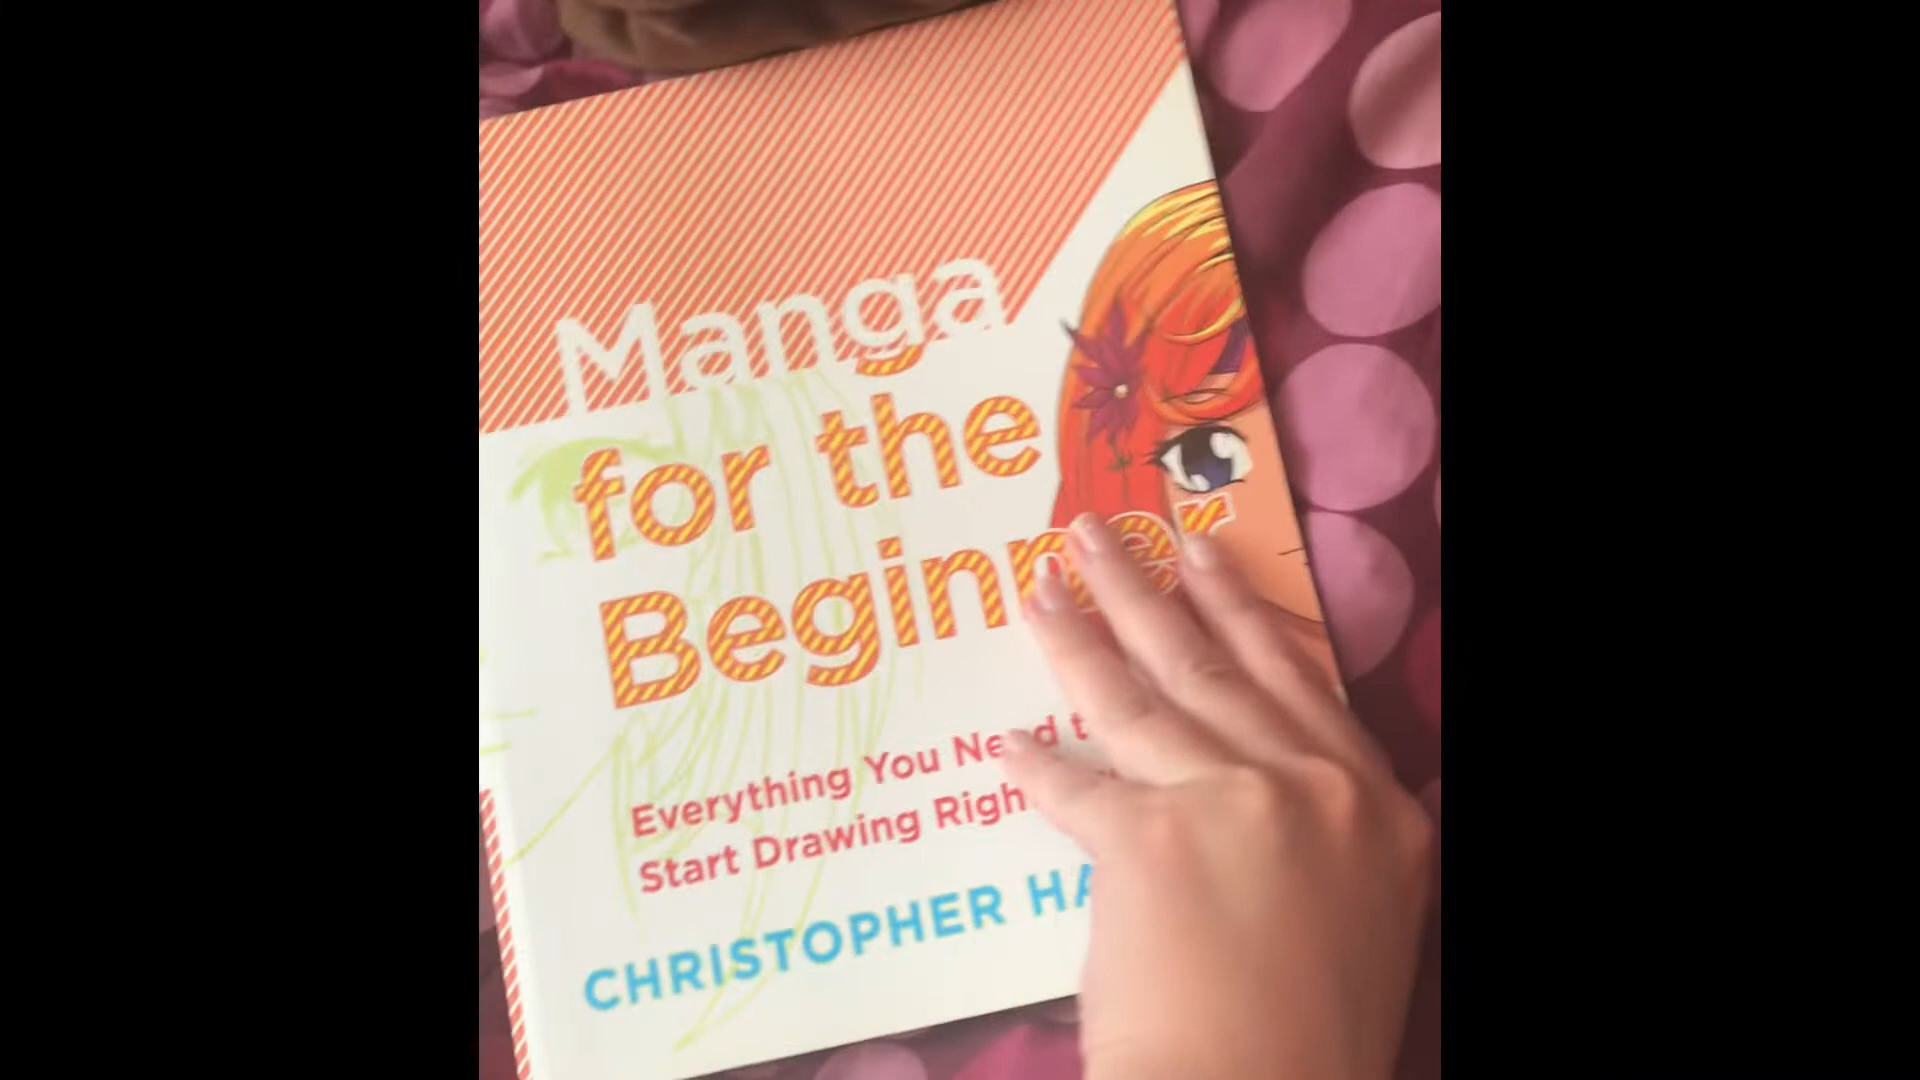 Manga
for the
Beginner
Everything You Need t
Start Drawing Righ
CHRISTOPHER HA